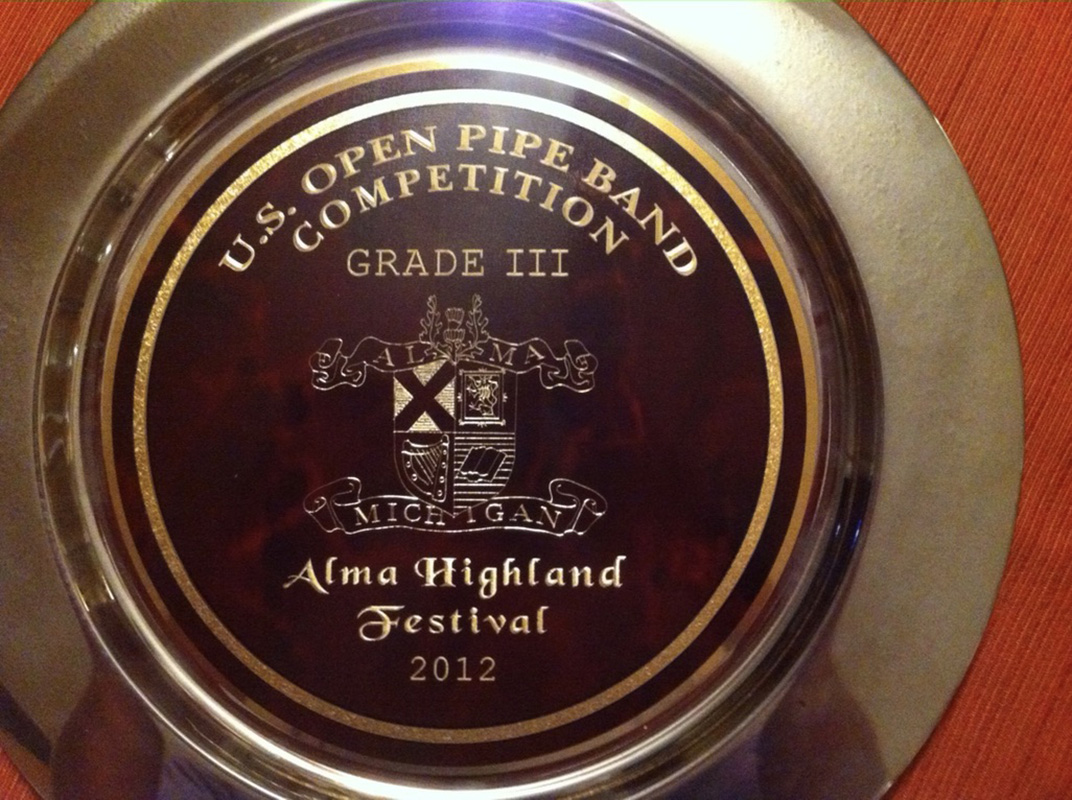 U.S. OPEN PIPE BAND
COMPETITION
GRADE III
ALMA
MICHIGAN
Alma Highland
Festival
2012